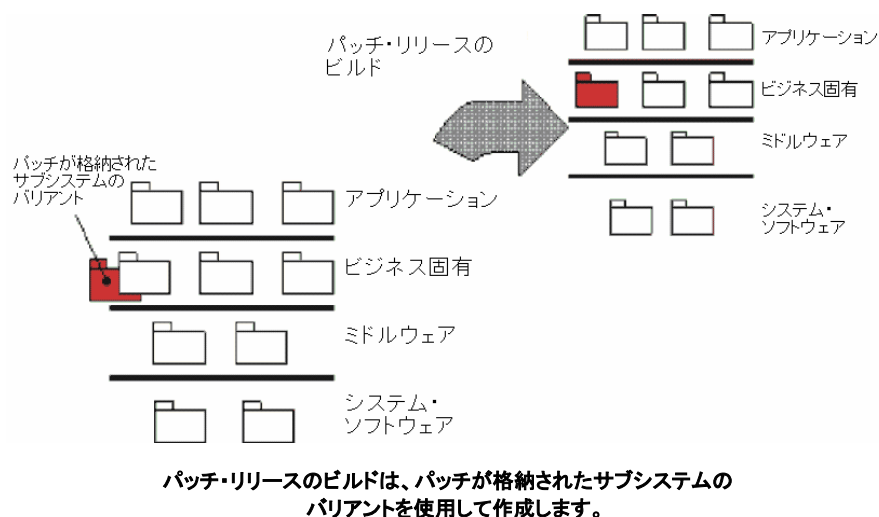 パッチ・リリースの
ビルド
アプリケーション
ビジネス固有
ミドルウェア
システム・
ソフトウェア
パッチが格納された
サブシステムの
バリアント
アプリケーション
ビジネス固有
ミドルウェア
システム・
ソフトウェア
パッチ・リリースのビルドは、パッチが格納されたサブシステムの
バリアントを使用して作成します。